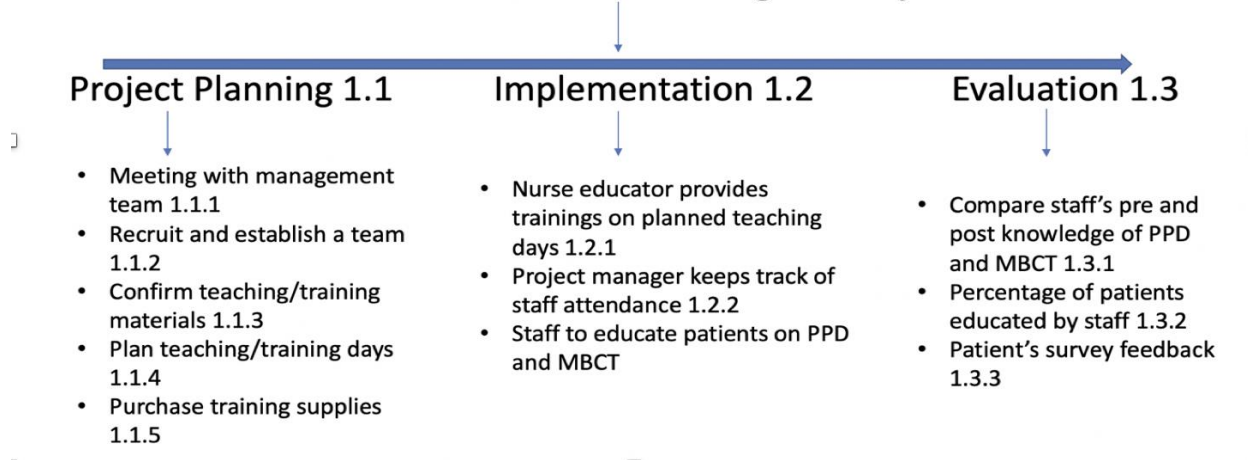 Project Planning 1.1
Implementation 1.2
Evaluation 1.3
• Meeting with management
team 1.1.1
• Recruit and establish a team
1.1.2
• Confirm teaching/training
materials 1.1.3
• Plan teaching/training days
1.1.4
• Purchase training supplies
1.1.5
• Nurse educator provides
trainings on planned teaching
days 1.2.1
• Project manager keeps track of
staff attendance 1.2.2
• Staff to educate patients on PPD
and MBCT
• Compare staff’s pre and
post knowledge of PPD
and MBCT 1.3.1
• Percentage of patients
educated by staff 1.3.2
• Patient’s survey feedback
1.3.3